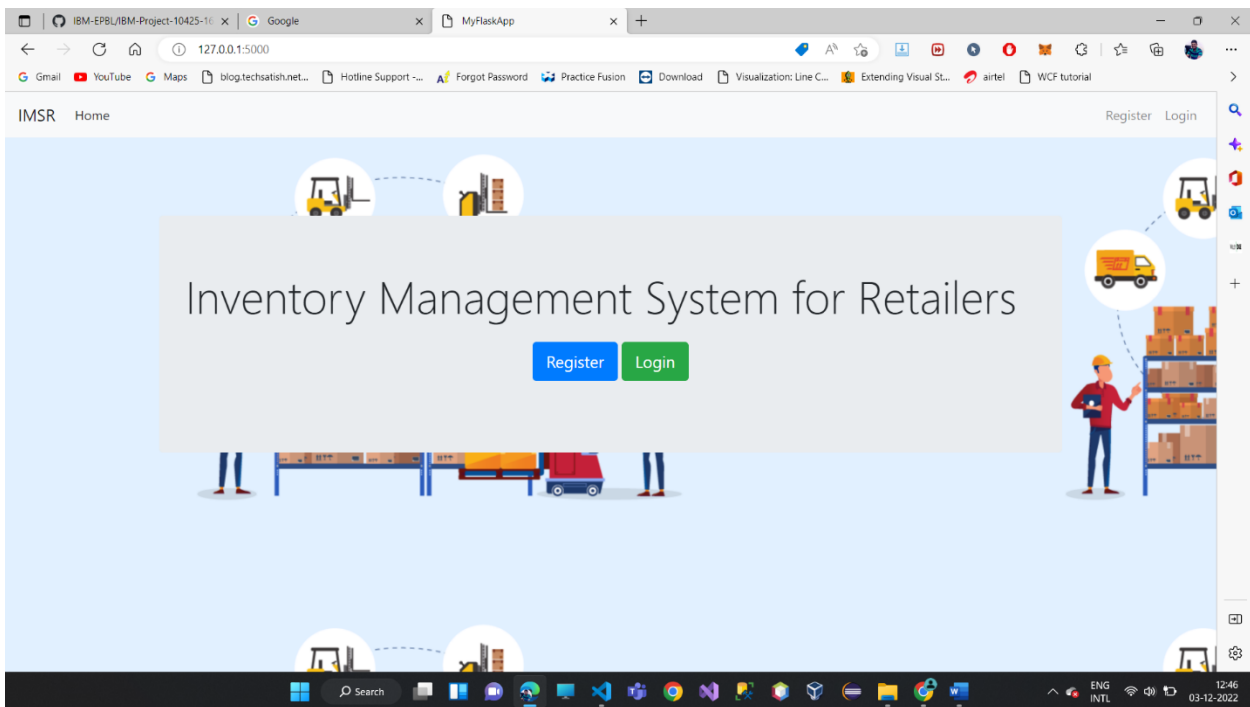 IBM-EPBL/IBM-Project-10425-16
Google
MyFlaskApp
127.0.0.1:5000
Gmail
YouTube
Maps
blog.techsatish.net...
Hotline Support -...
Forgot Password
Practice Fusion
Download
Visualization: Line C...
Extending Visual St...
airtel
WCF tutorial
IMSR Home Register Login
Inventory Management System for Retailers
Register Login
Search
ENG
INTL
12:46
03-12-2022